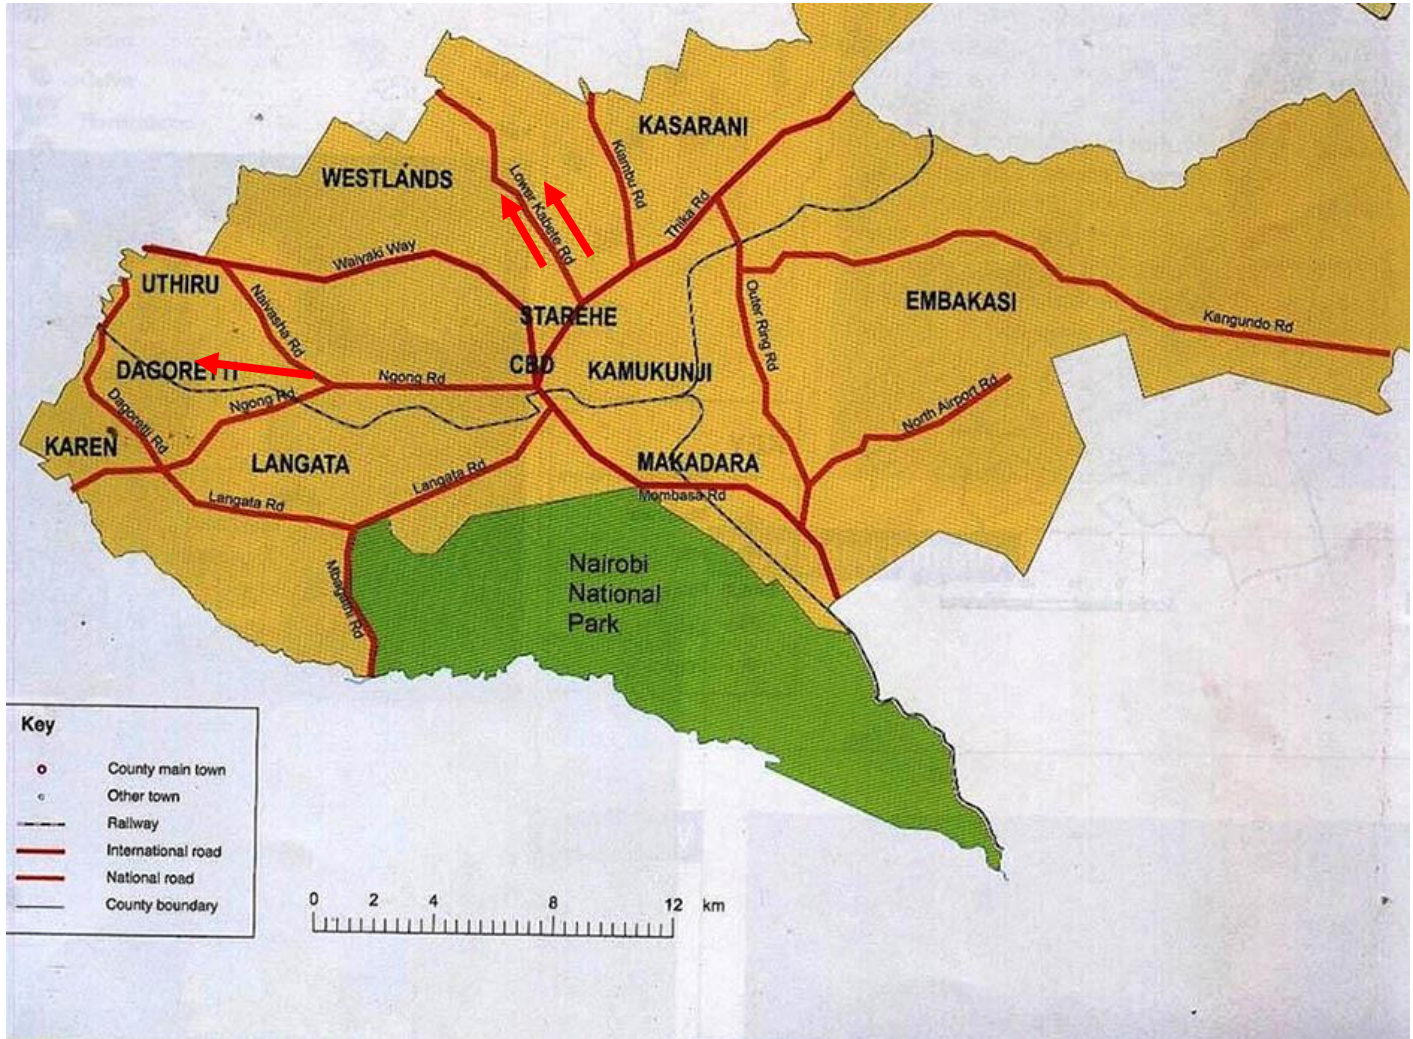 KASARANI
WESTLANDS
Kiambu Rd
Lower Kabete Rd
Thika Rd
Waiyaki Way
UTHIRU
Naivasha Rd
STAREHE
Outer Ring Rd
EMBAKASI
Kangundo Rd
DAGORETTI
CBD
KAMUKUNJI
Ngong Rd
Ngong Rd
North Airport Rd
Dagoretti Rd
KAREN
LANGATA
Langata Rd
MAKADARA
Langata Rd
Mombasa Rd
Mbagathi Rd
Nairobi
National
Park
Key
County main town
Other town
Railway
International road
National road
County boundary
0 2 4 8 12 km